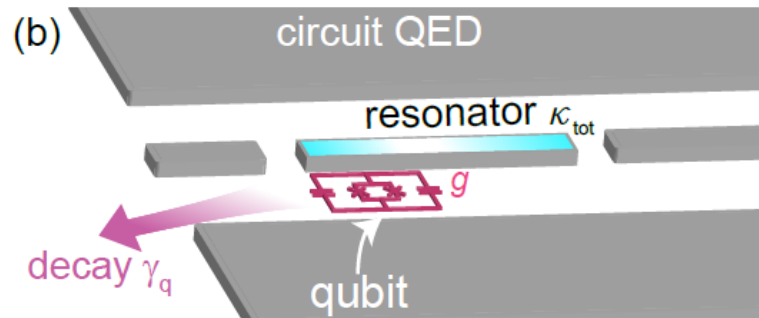 (b)
circuit QED
resonator κtot
g
decay γq
qubit